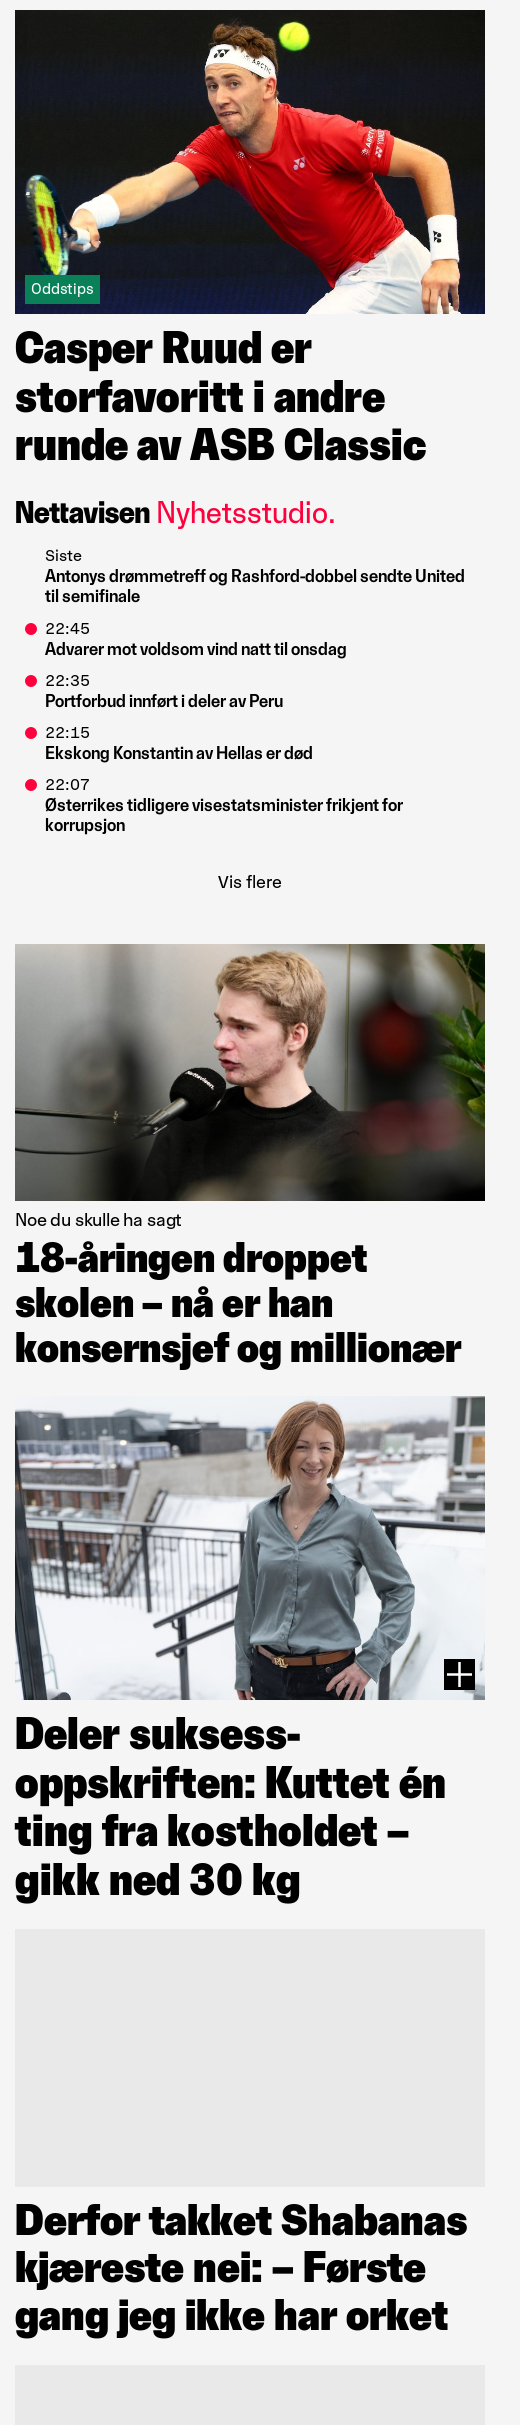 Oddstips
Casper Ruud er
storfavoritt i andre
runde av ASB Classic
Nettavisen Nyhetsstudio.
Siste
Antonys drømmetreff og Rashford-dobbel sendte United
til semifinale
22:45
Advarer mot voldsom vind natt til onsdag
22:35
Portforbud innført i deler av Peru
22:15
Ekskong Konstantin av Hellas er død
22:07
Østerrikes tidligere visestatsminister frikjent for
korrupsjon
Vis flere
Nettavisen.
Noe du skulle ha sagt
18-åringen droppet
skolen – nå er han
konsernsjef og millionær
Deler suksess-
oppskriften: Kuttet én
ting fra kostholdet –
gikk ned 30 kg
Derfor takket Shabanas
kjæreste nei: – Første
gang jeg ikke har orket